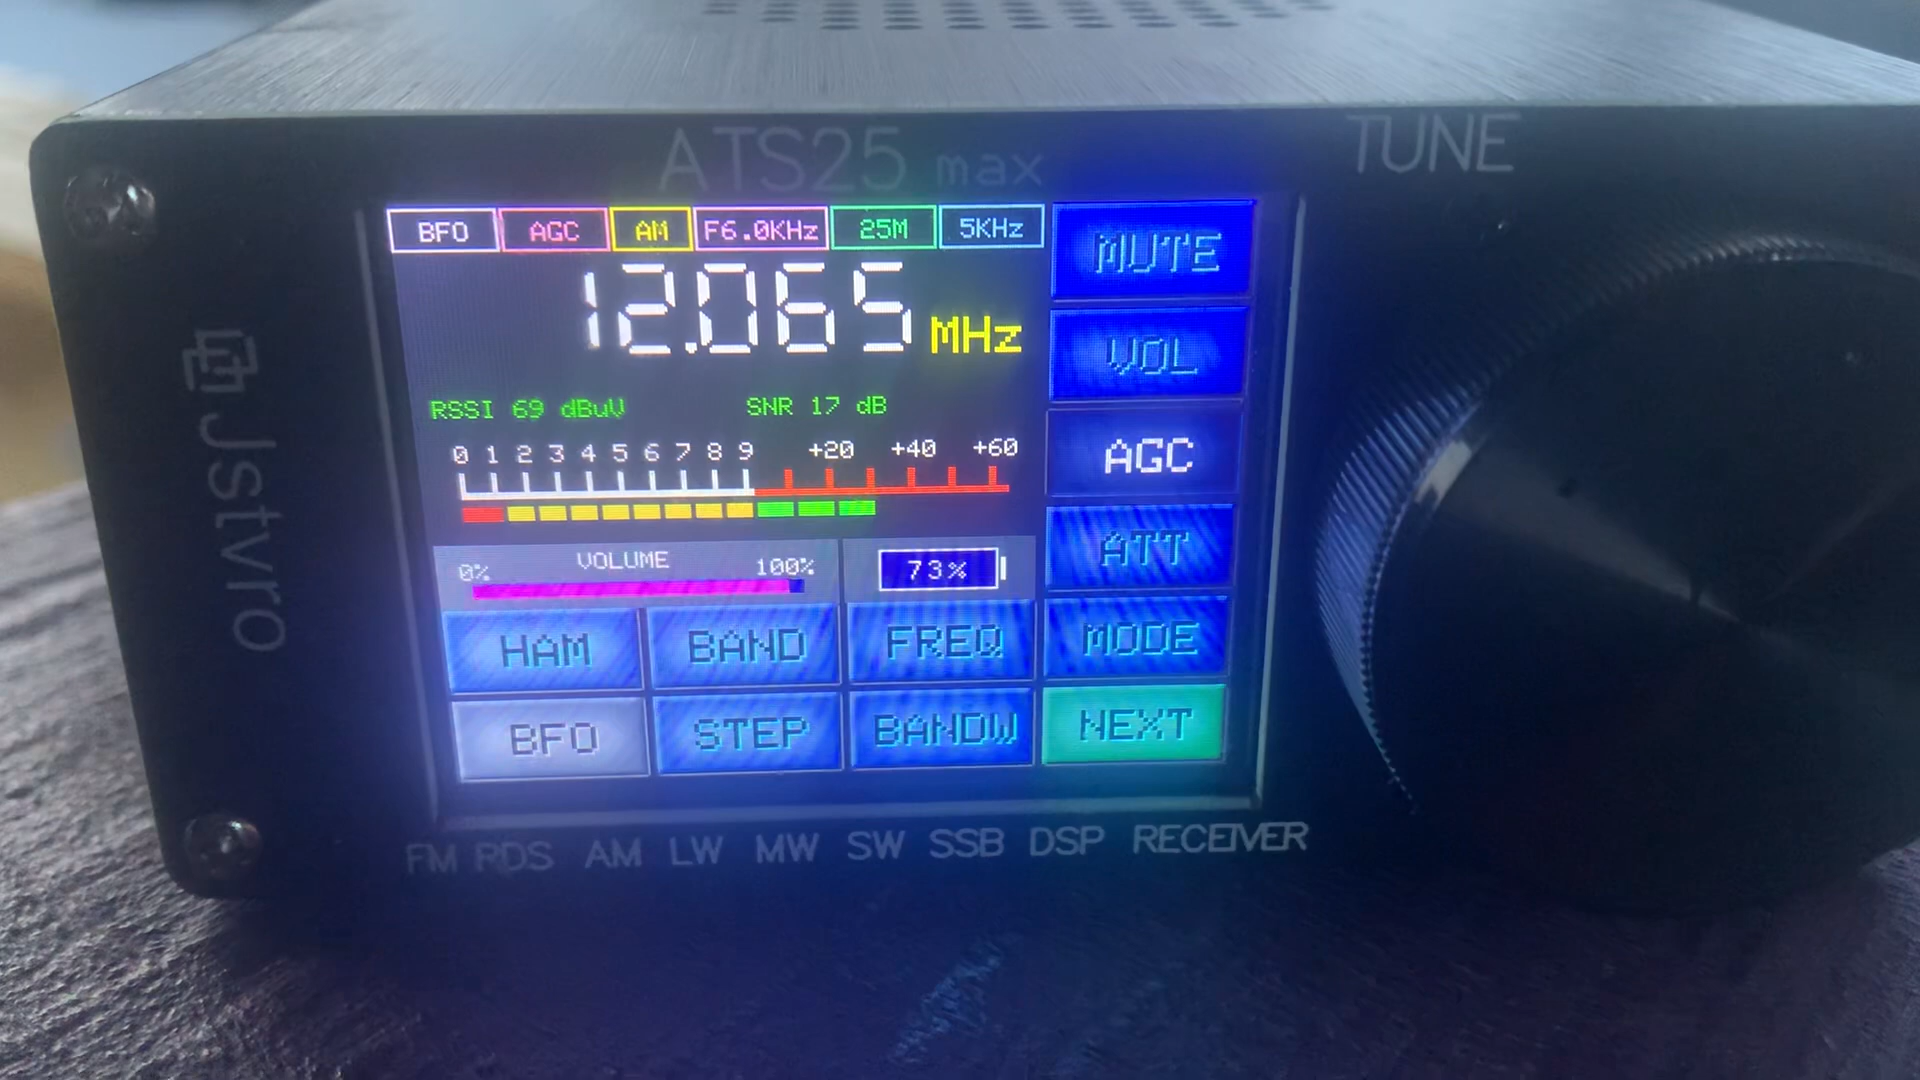 ATS25 max
TUNE
BFO AGC AM F6.0KHz 25M 5KHz
12.065 MHz
RSSI 69 dBuV SNR 17 dB
0 1 2 3 4 5 6 7 8 9 +20 +40 +60
0% VOLUME 100%
73%
MUTE
VOL
AGC
ATT
HAM BAND FREQ MODE
BFO STEP BANDW NEXT
Jstvro
FM RDS AM LW MW SW SSB DSP RECEIVER